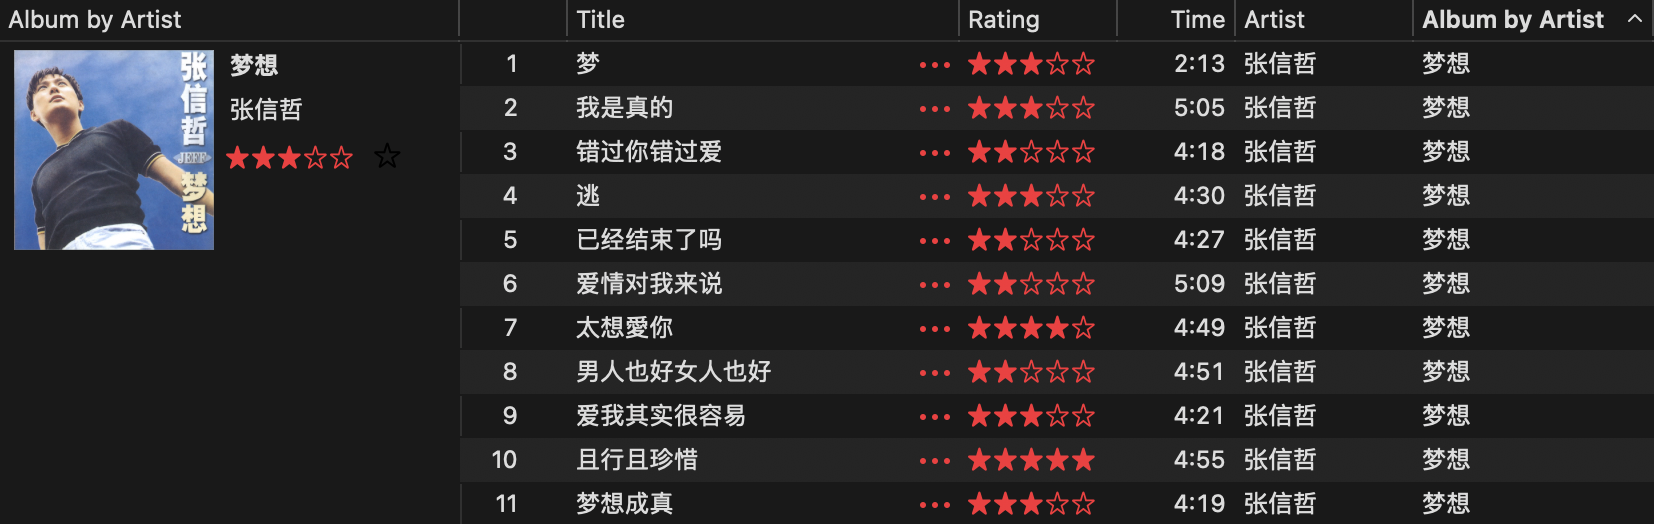 Album by Artist Title Rating Time Artist Album by Artist
张信哲
JEFF
梦想
梦想
张信哲
1 梦 ••• ★★★☆☆ 2:13 张信哲 梦想
2 我是真的 ••• ★★★☆☆ 5:05 张信哲 梦想
3 错过你错过爱 ••• ★★☆☆☆ 4:18 张信哲 梦想
4 逃 ••• ★★★☆☆ 4:30 张信哲 梦想
5 已经结束了吗 ••• ★★☆☆☆ 4:27 张信哲 梦想
6 爱情对我来说 ••• ★★☆☆☆ 5:09 张信哲 梦想
7 太想愛你 ••• ★★★★☆ 4:49 张信哲 梦想
8 男人也好女人也好 ••• ★★☆☆☆ 4:51 张信哲 梦想
9 爱我其实很容易 ••• ★★★☆☆ 4:21 张信哲 梦想
10 且行且珍惜 ••• ★★★★★ 4:55 张信哲 梦想
11 梦想成真 ••• ★★★☆☆ 4:19 张信哲 梦想